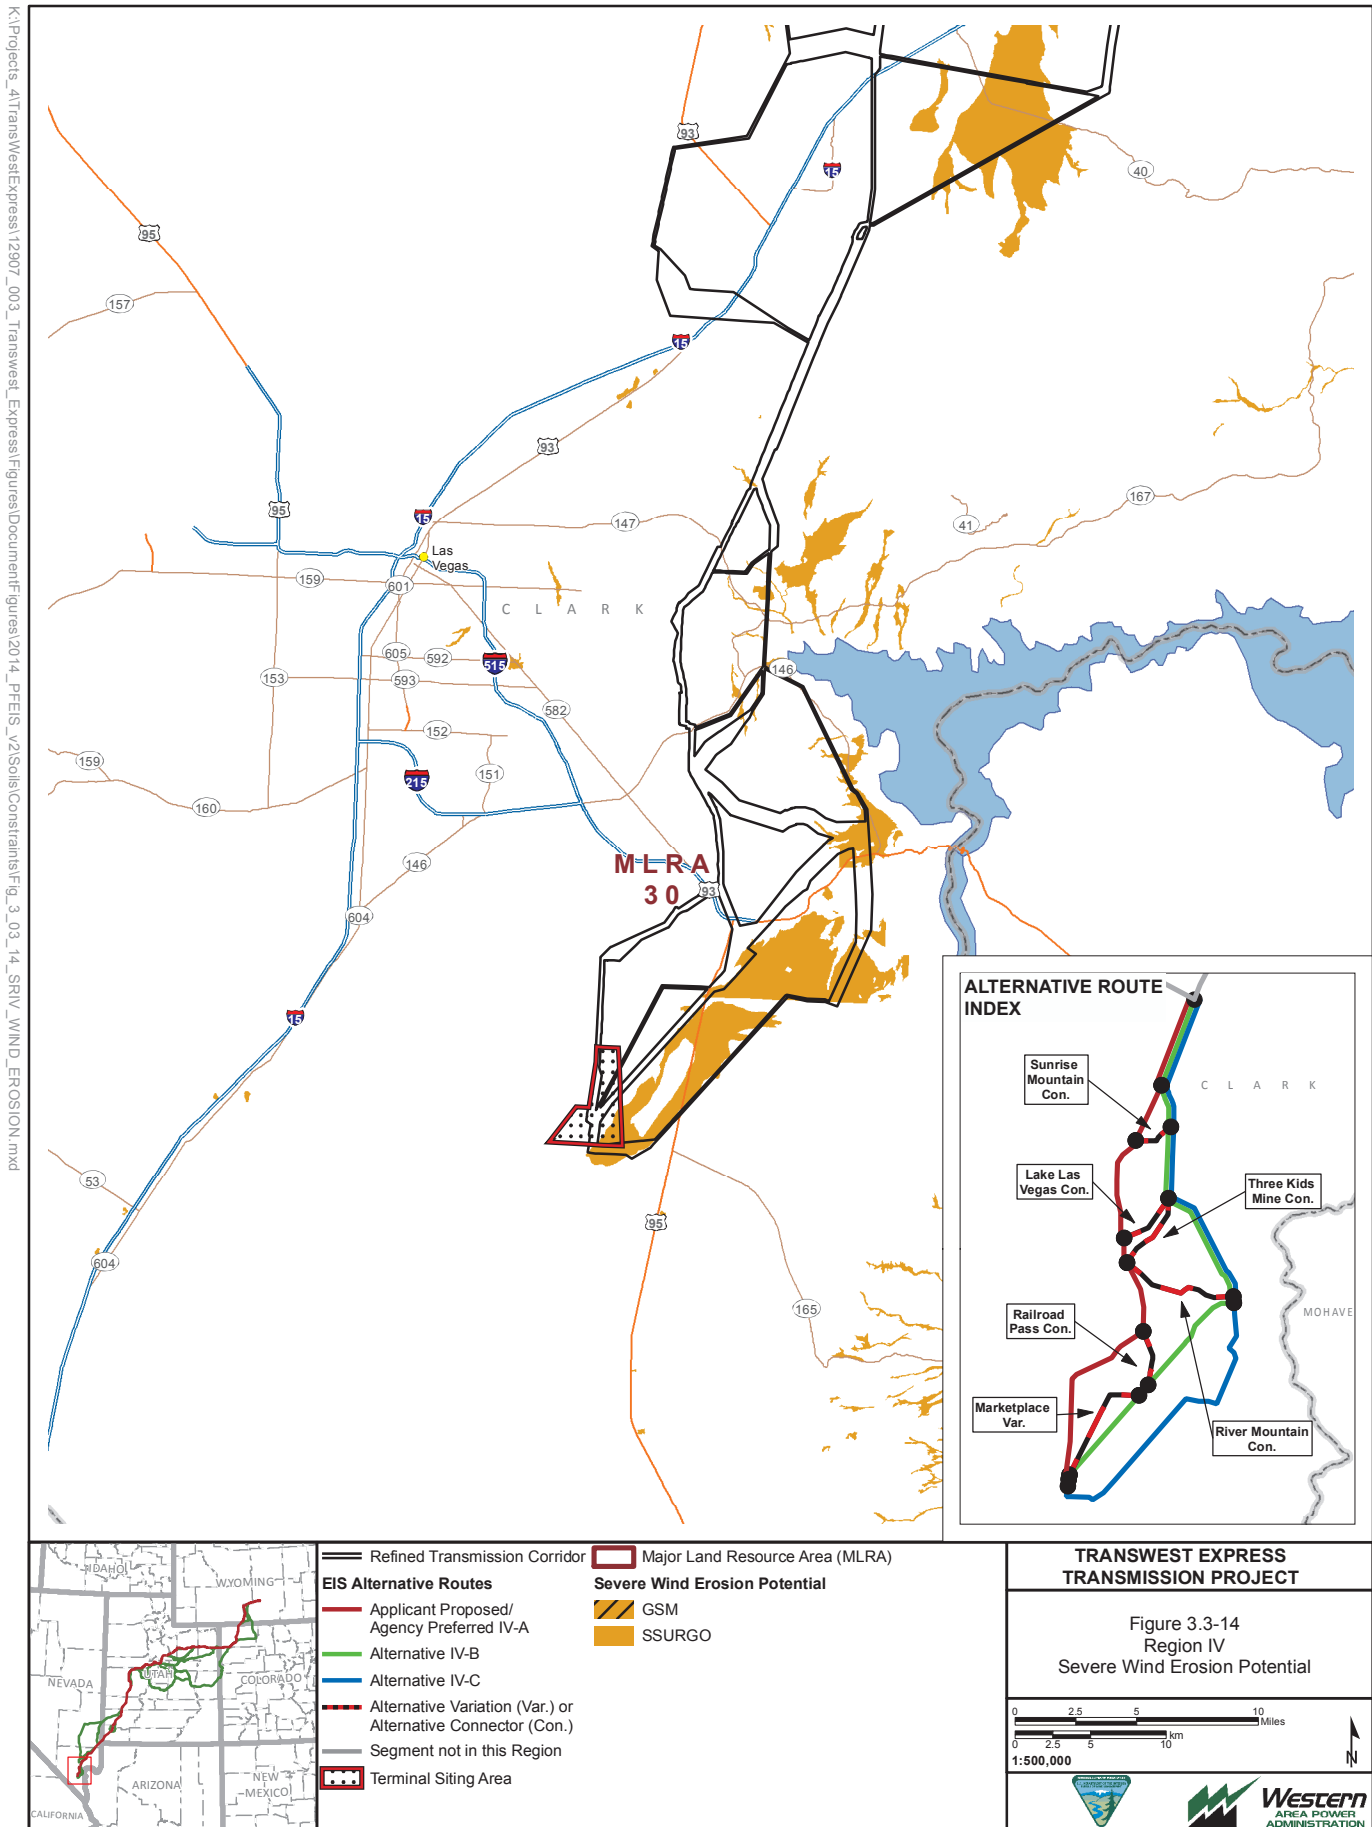 K:\Projects_4\TransWestExpress\12907_003_Transwest_Express\Figures\DocumentFigures\2014_PFEIS_v2\Soils\Constraints\Fig_3_03_14_SRIV_WIND_EROSION.mxd
93
15
40
95
157
15
93
95
15
147
41
167
Las
Vegas
159
601
C L A R K
605
592
515
146
153
593
582
152
159
215
151
160
146
MLRA
30
93
604
15
53
604
95
165
ALTERNATIVE ROUTE
INDEX
Sunrise
Mountain
Con.
C L A R K
Lake Las
Vegas Con.
Three Kids
Mine Con.
Railroad
Pass Con.
MOHAVE
Marketplace
Var.
River Mountain
Con.
IDAHO
WYOMING
NEVADA
UTAH
COLORADO
ARIZONA
NEW
MEXICO
CALIFORNIA
Refined Transmission Corridor
EIS Alternative Routes
Applicant Proposed/
Agency Preferred IV-A
Alternative IV-B
Alternative IV-C
Alternative Variation (Var.) or
Alternative Connector (Con.)
Segment not in this Region
Terminal Siting Area
Major Land Resource Area (MLRA)
Severe Wind Erosion Potential
GSM
SSURGO
TRANSWEST EXPRESS
TRANSMISSION PROJECT
Figure 3.3-14
Region IV
Severe Wind Erosion Potential
0 2.5 5 10
Miles
km
0 2.5 5 10
1:500,000
N
Western
AREA POWER
ADMINISTRATION